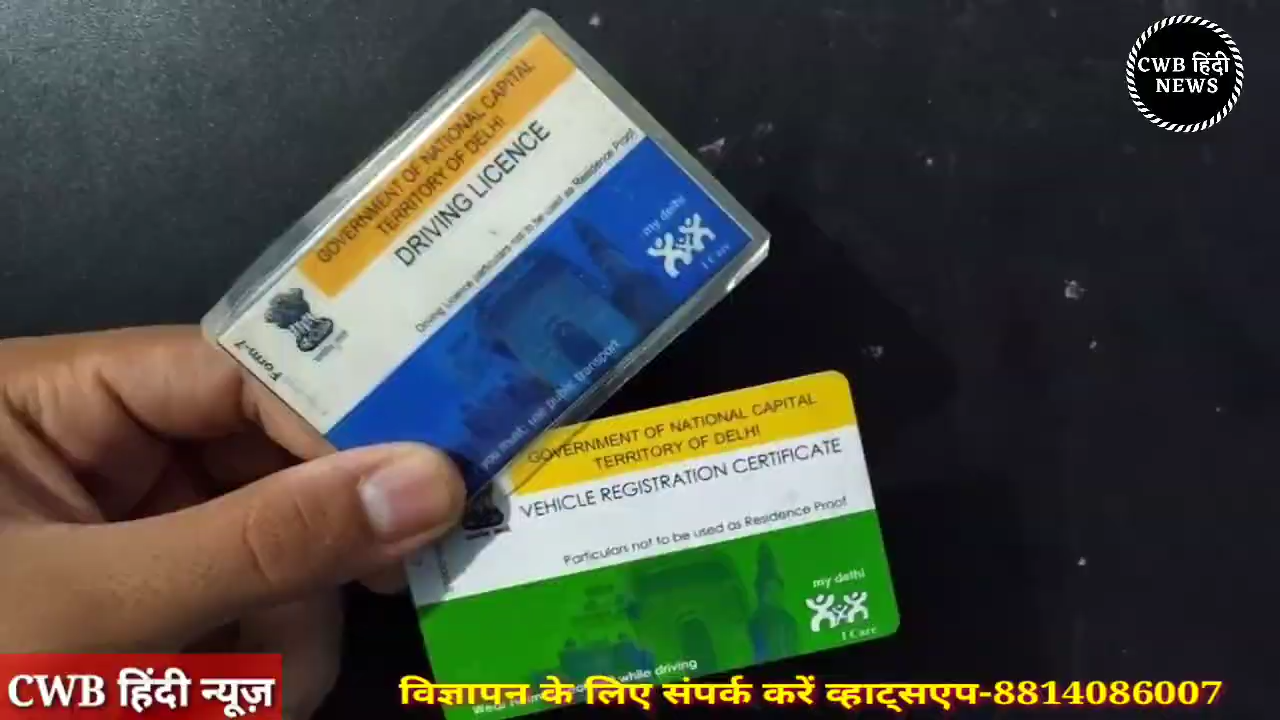 CWB हिंदी
NEWS
GOVERNMENT OF NATIONAL CAPITAL
TERRITORY OF DELHI
DRIVING LICENCE
Driving Licence particulars not to be used as Residence Proof
my delhi
I Care
Form-7
you must: use public transport
GOVERNMENT OF NATIONAL CAPITAL
TERRITORY OF DELHI
VEHICLE REGISTRATION CERTIFICATE
Particulars not to be used as Residence Proof
my delhi
I Care
while driving
CWB हिंदी न्यूज़
विज्ञापन के लिए संपर्क करें व्हाट्सएप-8814086007